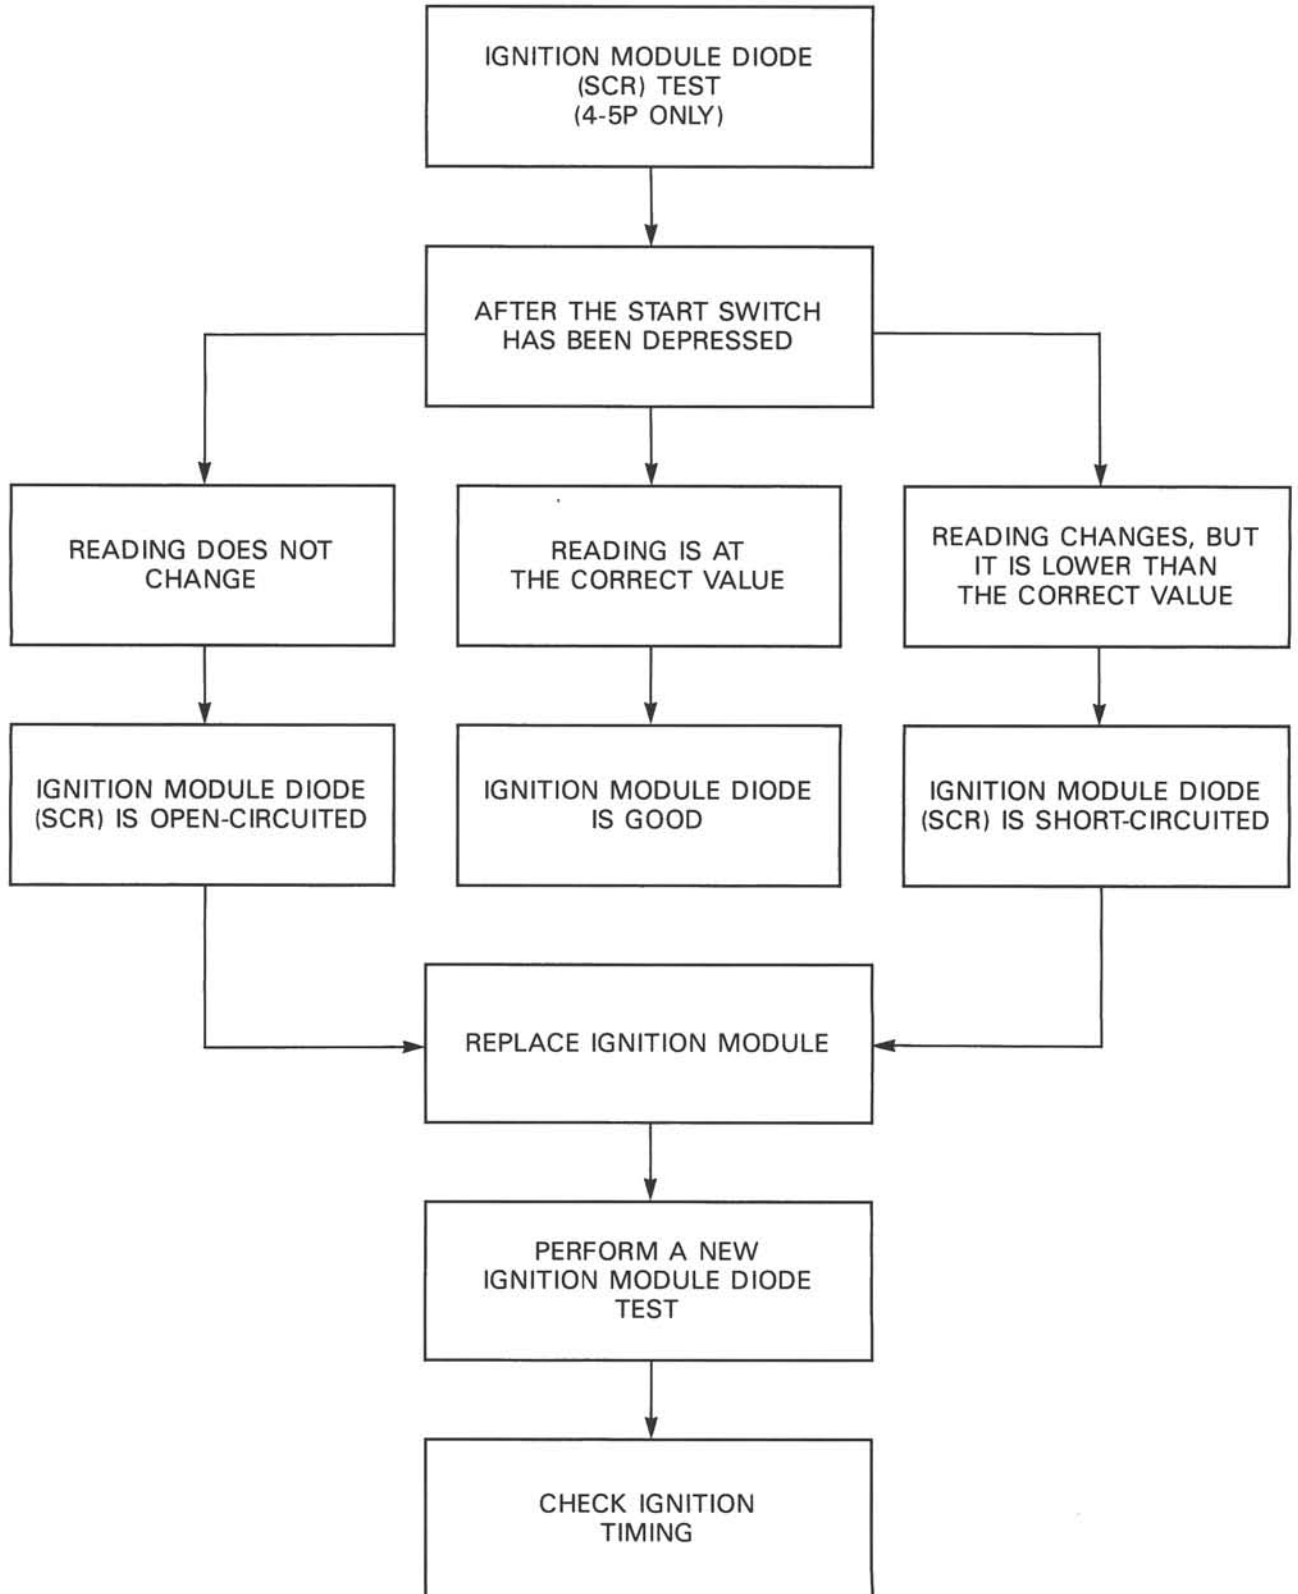 IGNITION MODULE DIODE
(SCR) TEST
(4-5P ONLY)
AFTER THE START SWITCH
HAS BEEN DEPRESSED
READING DOES NOT
CHANGE
READING IS AT
THE CORRECT VALUE
READING CHANGES, BUT
IT IS LOWER THAN
THE CORRECT VALUE
IGNITION MODULE DIODE
(SCR) IS OPEN-CIRCUITED
IGNITION MODULE DIODE
IS GOOD
IGNITION MODULE DIODE
(SCR) IS SHORT-CIRCUITED
REPLACE IGNITION MODULE
PERFORM A NEW
IGNITION MODULE DIODE
TEST
CHECK IGNITION
TIMING